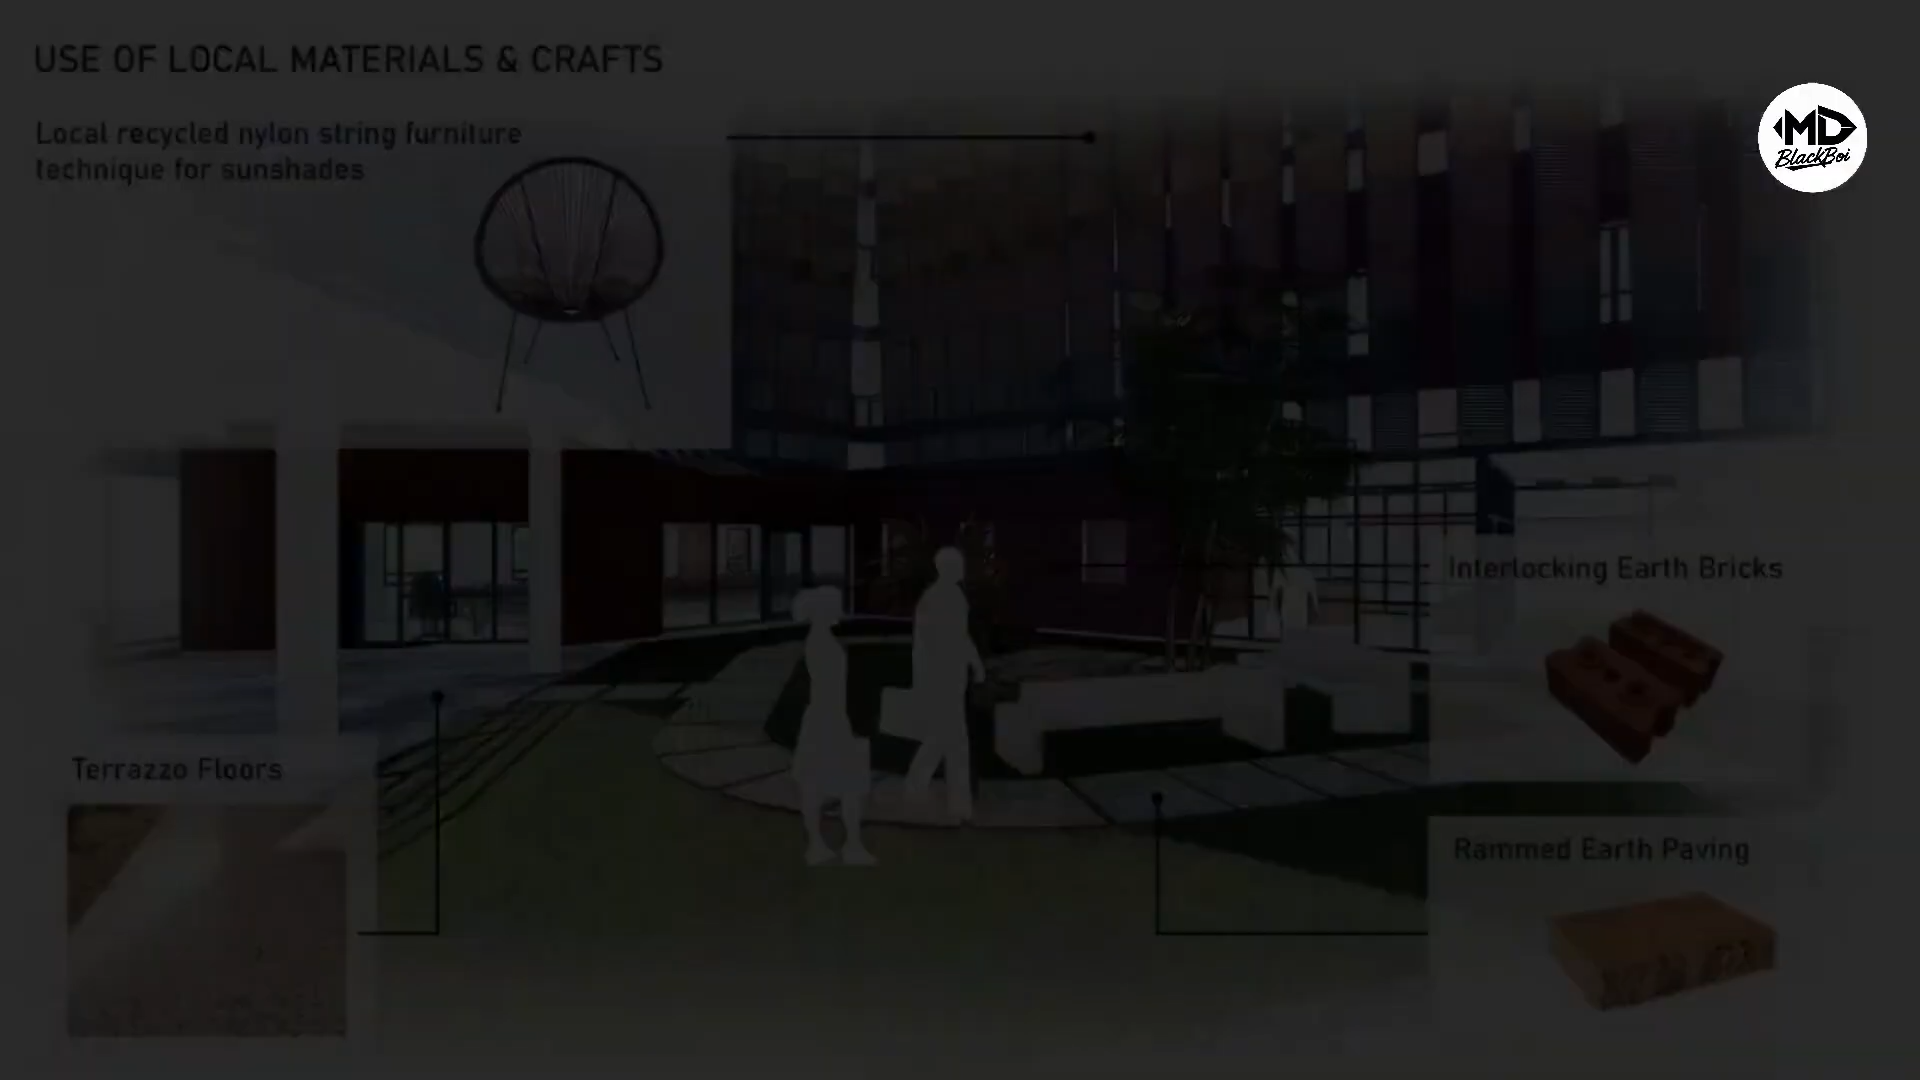 USE OF LOCAL MATERIALS & CRAFTS
Local recycled nylon string furniture
technique for sunshades
MD
BlackBoi
Interlocking Earth Bricks
Terrazzo Floors
Rammed Earth Paving